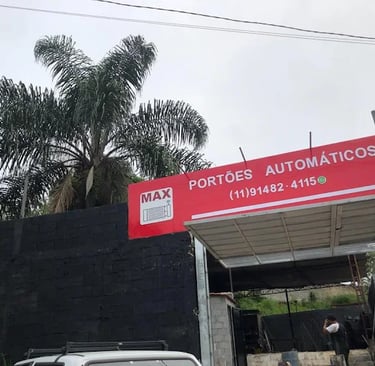 MAX
PORTÕES AUTOMÁTICOS
(11)91482-4115